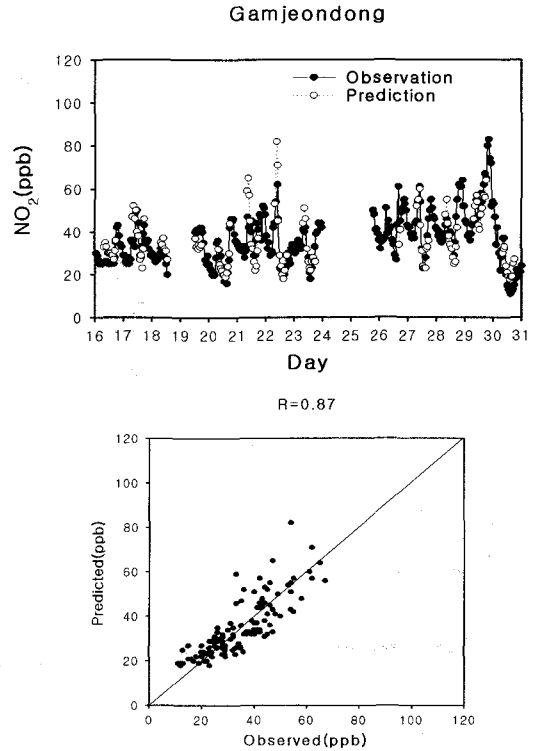 Gamjeondong
NO2(ppb)
120
100
80
60
40
20
0
Observation
Prediction
16 17 18 19 20 21 22 23 24 25 26 27 28 29 30 31
Day
R=0.87
Predicted(ppb)
120
100
80
60
40
20
0
0 20 40 60 80 100 120
Observed(ppb)